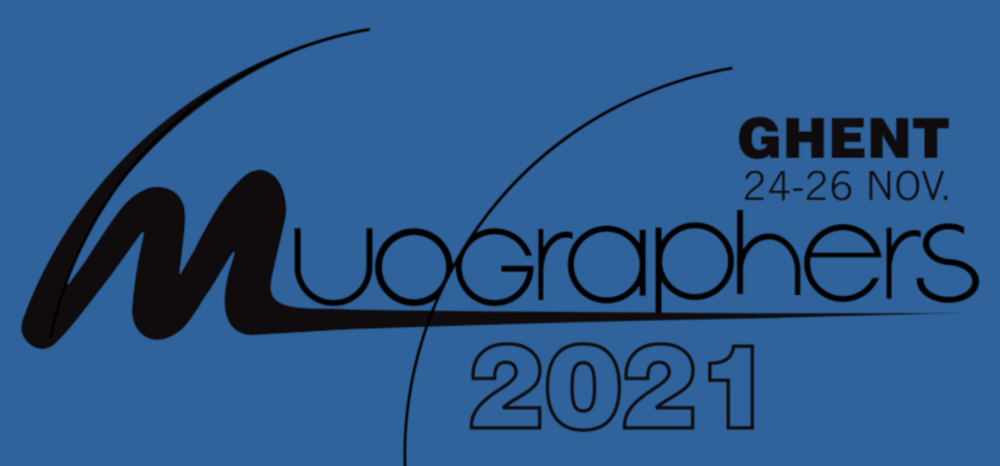 GHENT
24-26 NOV.
MuoGraphers
2021